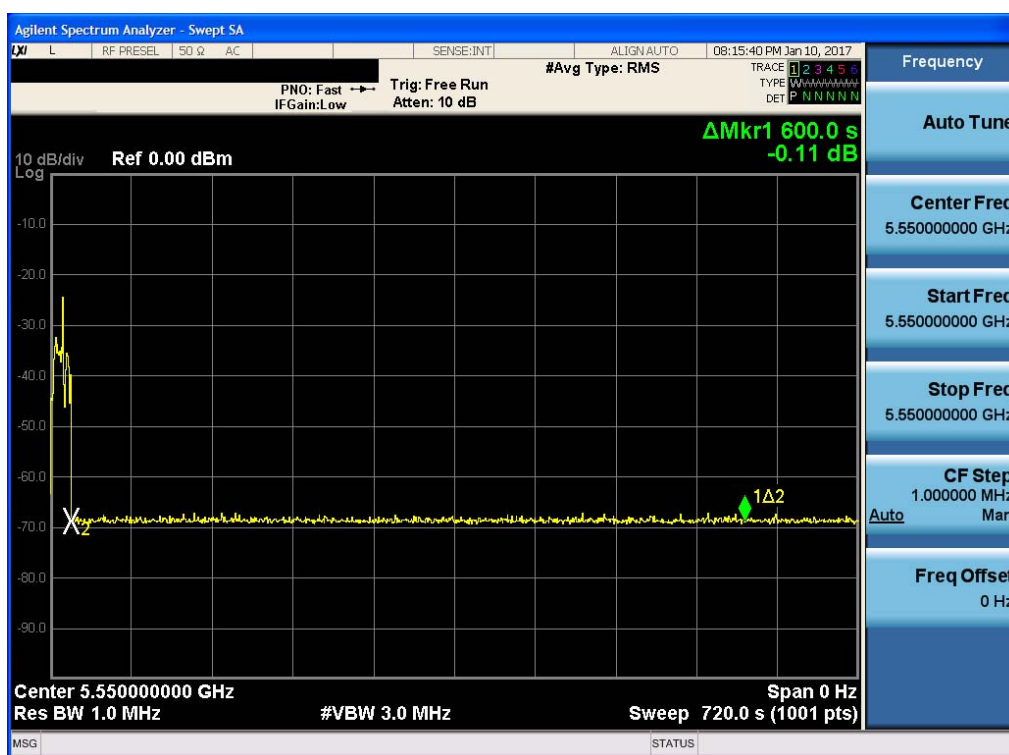 Agilent Spectrum Analyzer - Swept SA
LXI L RF PRESEL 50 Ω AC SENSE:INT ALIGN AUTO 08:15:40 PM Jan 10, 2017
PNO: Fast
IFGain:Low
Trig: Free Run
Atten: 10 dB
#Avg Type: RMS
TRACE 1 2 3 4 5 6
TYPE WWWWWW
DET P N N N N N
ΔMkr1 600.0 s
-0.11 dB
10 dB/div Ref 0.00 dBm
Log
-10.0
-20.0
-30.0
-40.0
-50.0
-60.0
-70.0
-80.0
-90.0
2
1Δ2
Center 5.550000000 GHz Span 0 Hz
Res BW 1.0 MHz #VBW 3.0 MHz Sweep 720.0 s (1001 pts)
MSG STATUS
Frequency
Auto Tune
Center Freq
5.550000000 GHz
Start Freq
5.550000000 GHz
Stop Freq
5.550000000 GHz
CF Step
1.000000 MHz
Auto Man
Freq Offset
0 Hz